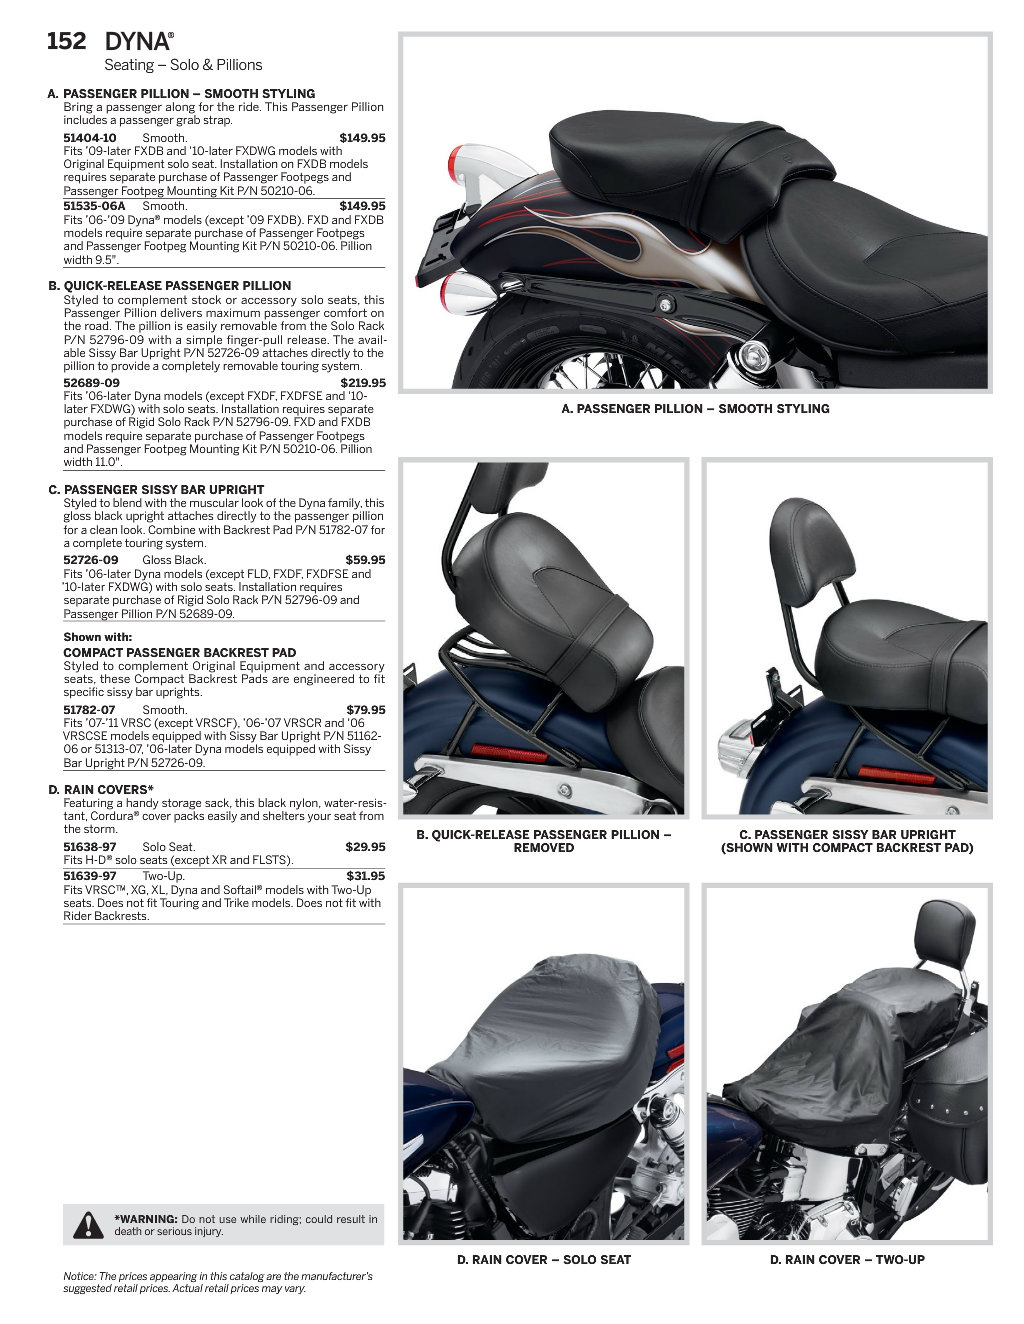 152 DYNA®
Seating – Solo & Pillions
A. PASSENGER PILLION – SMOOTH STYLING
Bring a passenger along for the ride. This Passenger Pillion
includes a passenger grab strap.
51404-10 Smooth. $149.95
Fits ’09-later FXDB and ’10-later FXDWG models with
Original Equipment solo seat. Installation on FXDB models
requires separate purchase of Passenger Footpegs and
Passenger Footpeg Mounting Kit P/N 50210-06.
51535-06A Smooth. $149.95
Fits ’06-’09 Dyna® models (except ’09 FXDB). FXD and FXDB
models require separate purchase of Passenger Footpegs
and Passenger Footpeg Mounting Kit P/N 50210-06. Pillion
width 9.5".
B. QUICK-RELEASE PASSENGER PILLION
Styled to complement stock or accessory solo seats, this
Passenger Pillion delivers maximum passenger comfort on
the road. The pillion is easily removable from the Solo Rack
P/N 52796-09 with a simple finger-pull release. The avail-
able Sissy Bar Upright P/N 52726-09 attaches directly to the
pillion to provide a completely removable touring system.
52689-09 $219.95
Fits ’06-later Dyna models (except FXDF, FXDFSE and ’10-
later FXDWG) with solo seats. Installation requires separate
purchase of Rigid Solo Rack P/N 52796-09. FXD and FXDB
models require separate purchase of Passenger Footpegs
and Passenger Footpeg Mounting Kit P/N 50210-06. Pillion
width 11.0".
C. PASSENGER SISSY BAR UPRIGHT
Styled to blend with the muscular look of the Dyna family, this
gloss black upright attaches directly to the passenger pillion
for a clean look. Combine with Backrest Pad P/N 51782-07 for
a complete touring system.
52726-09 Gloss Black. $59.95
Fits ’06-later Dyna models (except FLD, FXDF, FXDFSE and
’10-later FXDWG) with solo seats. Installation requires
separate purchase of Rigid Solo Rack P/N 52796-09 and
Passenger Pillion P/N 52689-09.
Shown with:
COMPACT PASSENGER BACKREST PAD
Styled to complement Original Equipment and accessory
seats, these Compact Backrest Pads are engineered to fit
specific sissy bar uprights.
51782-07 Smooth. $79.95
Fits ’07-’11 VRSC (except VRSCF), ’06-’07 VRSCR and ’06
VRSCSE models equipped with Sissy Bar Upright P/N 51162-
06 or 51313-07, ’06-later Dyna models equipped with Sissy
Bar Upright P/N 52726-09.
D. RAIN COVERS*
Featuring a handy storage sack, this black nylon, water-resis-
tant, Cordura® cover packs easily and shelters your seat from
the storm.
51638-97 Solo Seat. $29.95
Fits H-D® solo seats (except XR and FLSTS).
51639-97 Two-Up. $31.95
Fits VRSC™, XG, XL, Dyna and Softail® models with Two-Up
seats. Does not fit Touring and Trike models. Does not fit with
Rider Backrests.
*WARNING: Do not use while riding; could result in
death or serious injury.
Notice: The prices appearing in this catalog are the manufacturer’s
suggested retail prices. Actual retail prices may vary.
A. PASSENGER PILLION – SMOOTH STYLING
B. QUICK-RELEASE PASSENGER PILLION –
REMOVED
C. PASSENGER SISSY BAR UPRIGHT
(SHOWN WITH COMPACT BACKREST PAD)
D. RAIN COVER – SOLO SEAT
D. RAIN COVER – TWO-UP